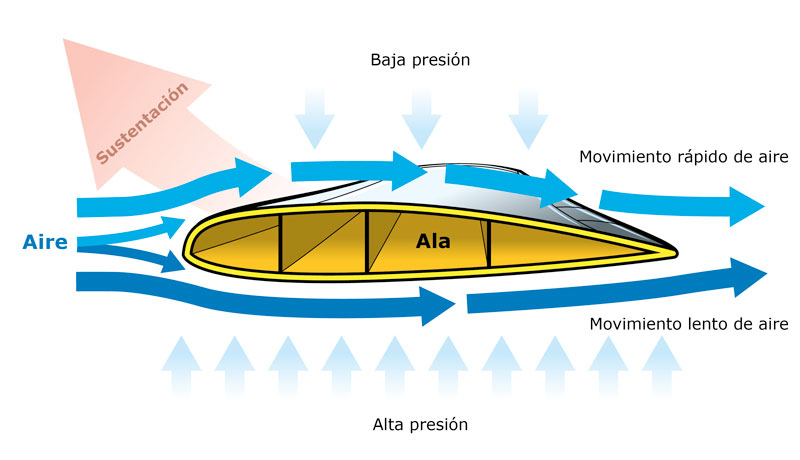 Baja presión
Sustentación
Movimiento rápido de aire
Aire
Ala
Movimiento lento de aire
Alta presión